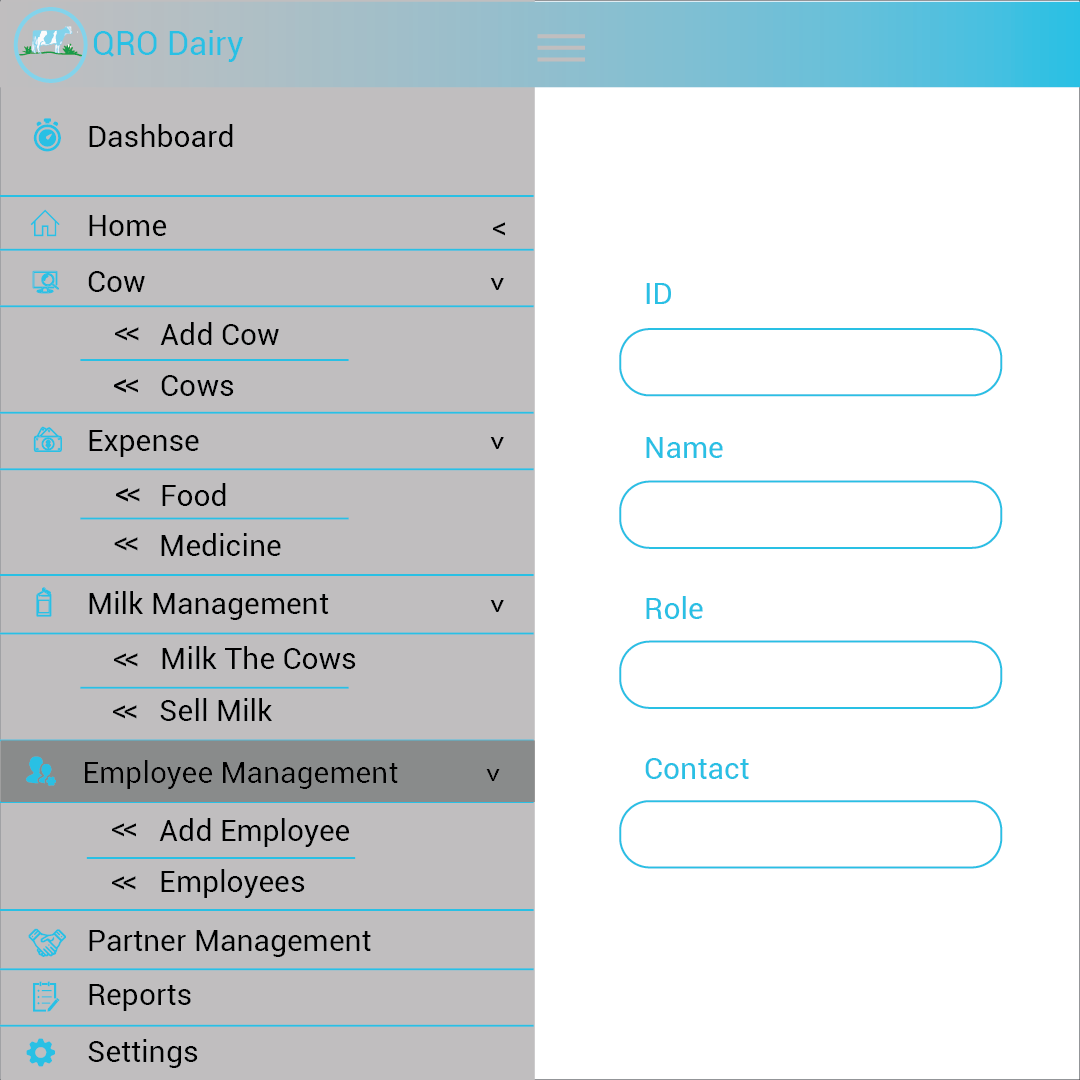 QRO Dairy
Dashboard
Home <
Cow v
<< Add Cow
<< Cows
Expense v
<< Food
<< Medicine
Milk Management v
<< Milk The Cows
<< Sell Milk
Employee Management v
<< Add Employee
<< Employees
Partner Management
Reports
Settings
ID
Name
Role
Contact